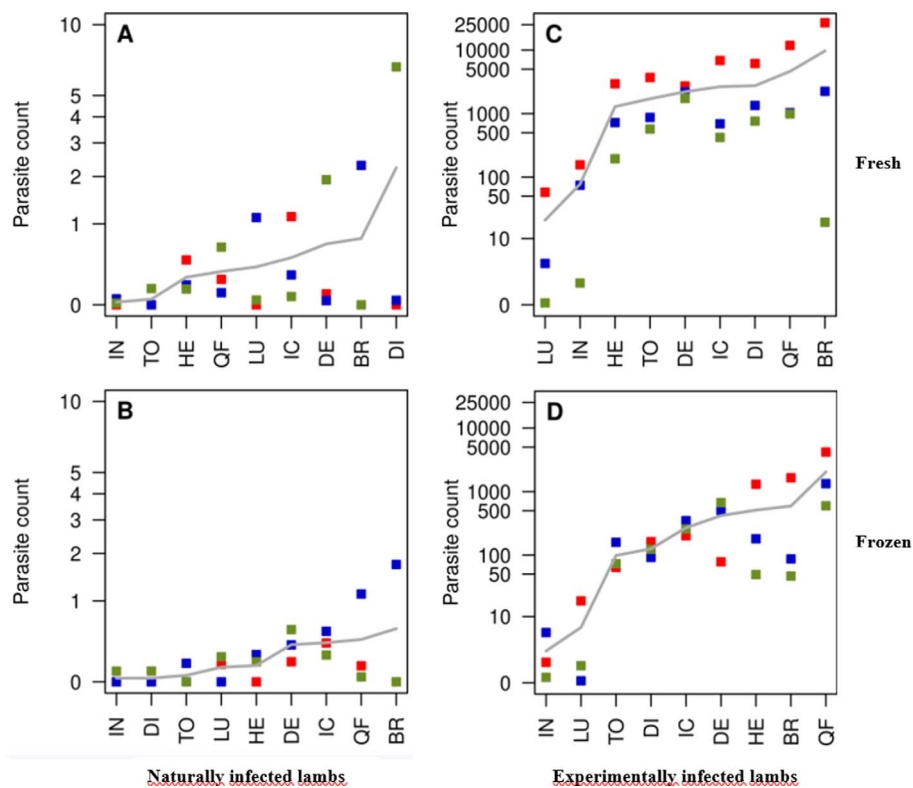 A
Parasite count
10
5
4
3
2
1
0
IN TO HE QF LU IC DE BR DI
C
Parasite count
25000
10000
5000
1000
500
100
50
10
0
LU IN HE TO DE IC DI QF BR
Fresh
B
Parasite count
10
5
4
3
2
1
0
IN DI TO LU HE DE IC QF BR
D
Parasite count
25000
10000
5000
1000
500
100
50
10
0
IN LU TO DI IC DE HE BR QF
Frozen
Naturally infected lambs
Experimentally infected lambs